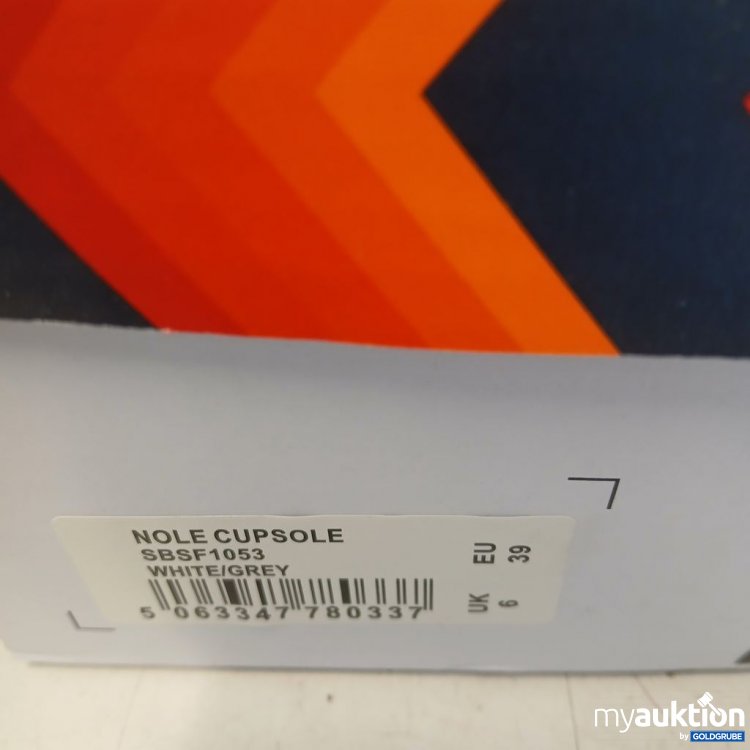 NOLE CUPSOLE
SBSF1053
WHITE/GREY
5 063347 780337
EU 39
UK 6
myauktion
by GOLDGRUBE